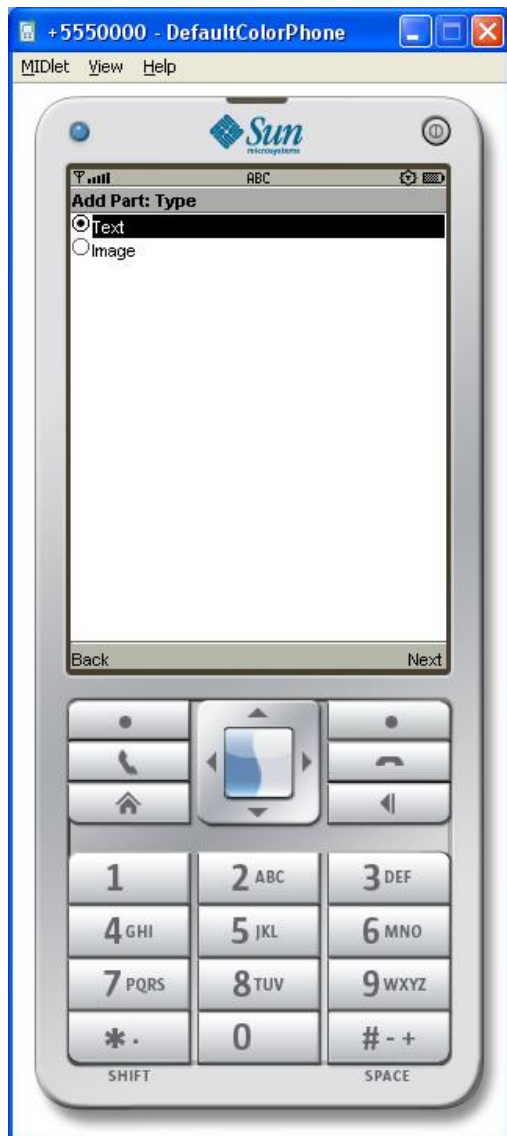 +5550000 - DefaultColorPhone
MIDlet View Help
Sun
microsystems
ABC
Add Part: Type
Text
Image
Back Next
1 2 ABC 3 DEF
4 GHI 5 JKL 6 MNO
7 PQRS 8 TUV 9 WXYZ
* . 0 # - +
SHIFT SPACE